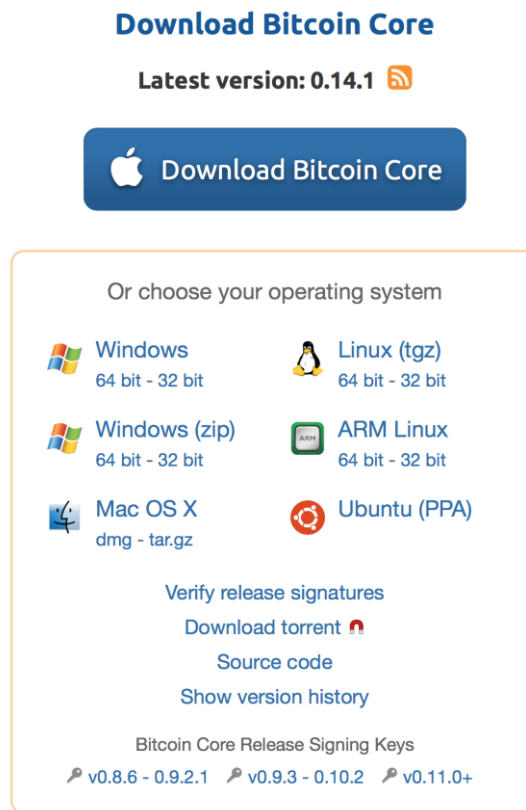 Download Bitcoin Core
Latest version: 0.14.1
Download Bitcoin Core
Or choose your operating system
Windows
64 bit - 32 bit
Linux (tgz)
64 bit - 32 bit
Windows (zip)
64 bit - 32 bit
ARM
ARM Linux
64 bit - 32 bit
Mac OS X
dmg - tar.gz
Ubuntu (PPA)
Verify release signatures
Download torrent
Source code
Show version history
Bitcoin Core Release Signing Keys
v0.8.6 - 0.9.2.1 v0.9.3 - 0.10.2 v0.11.0+